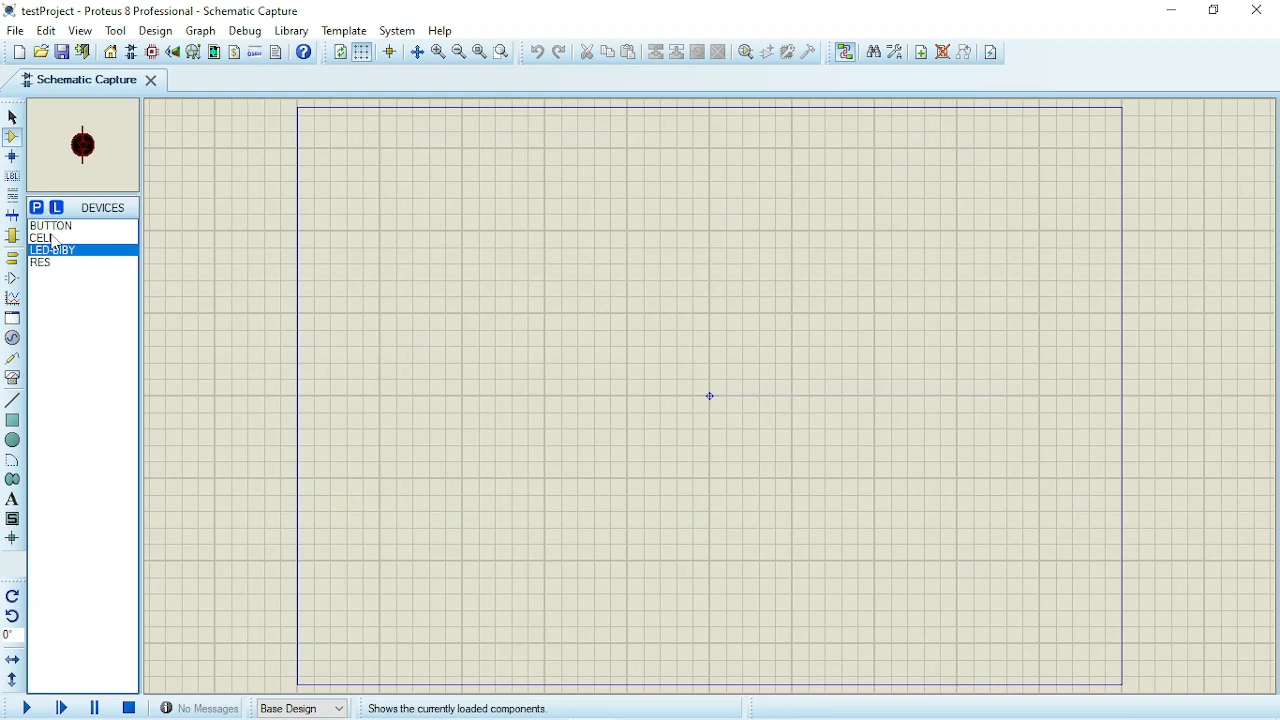 testProject - Proteus 8 Professional - Schematic Capture
File Edit View Tool Design Graph Debug Library Template System Help
Schematic Capture
P L DEVICES
BUTTON
CELL
LED-BIBY
RES
LBL
A
S
0°
No Messages Base Design Shows the currently loaded components.